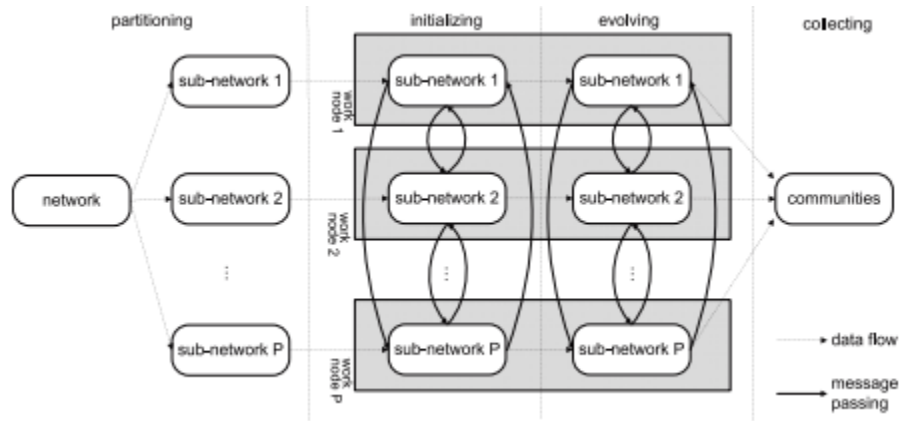 partitioning
initializing
evolving
collecting
sub-network 1
sub-network 1
sub-network 1
work
node 1
network
sub-network 2
sub-network 2
sub-network 2
communities
work
node 2
...
...
...
sub-network P
sub-network P
sub-network P
work
node P
data flow
message
passing